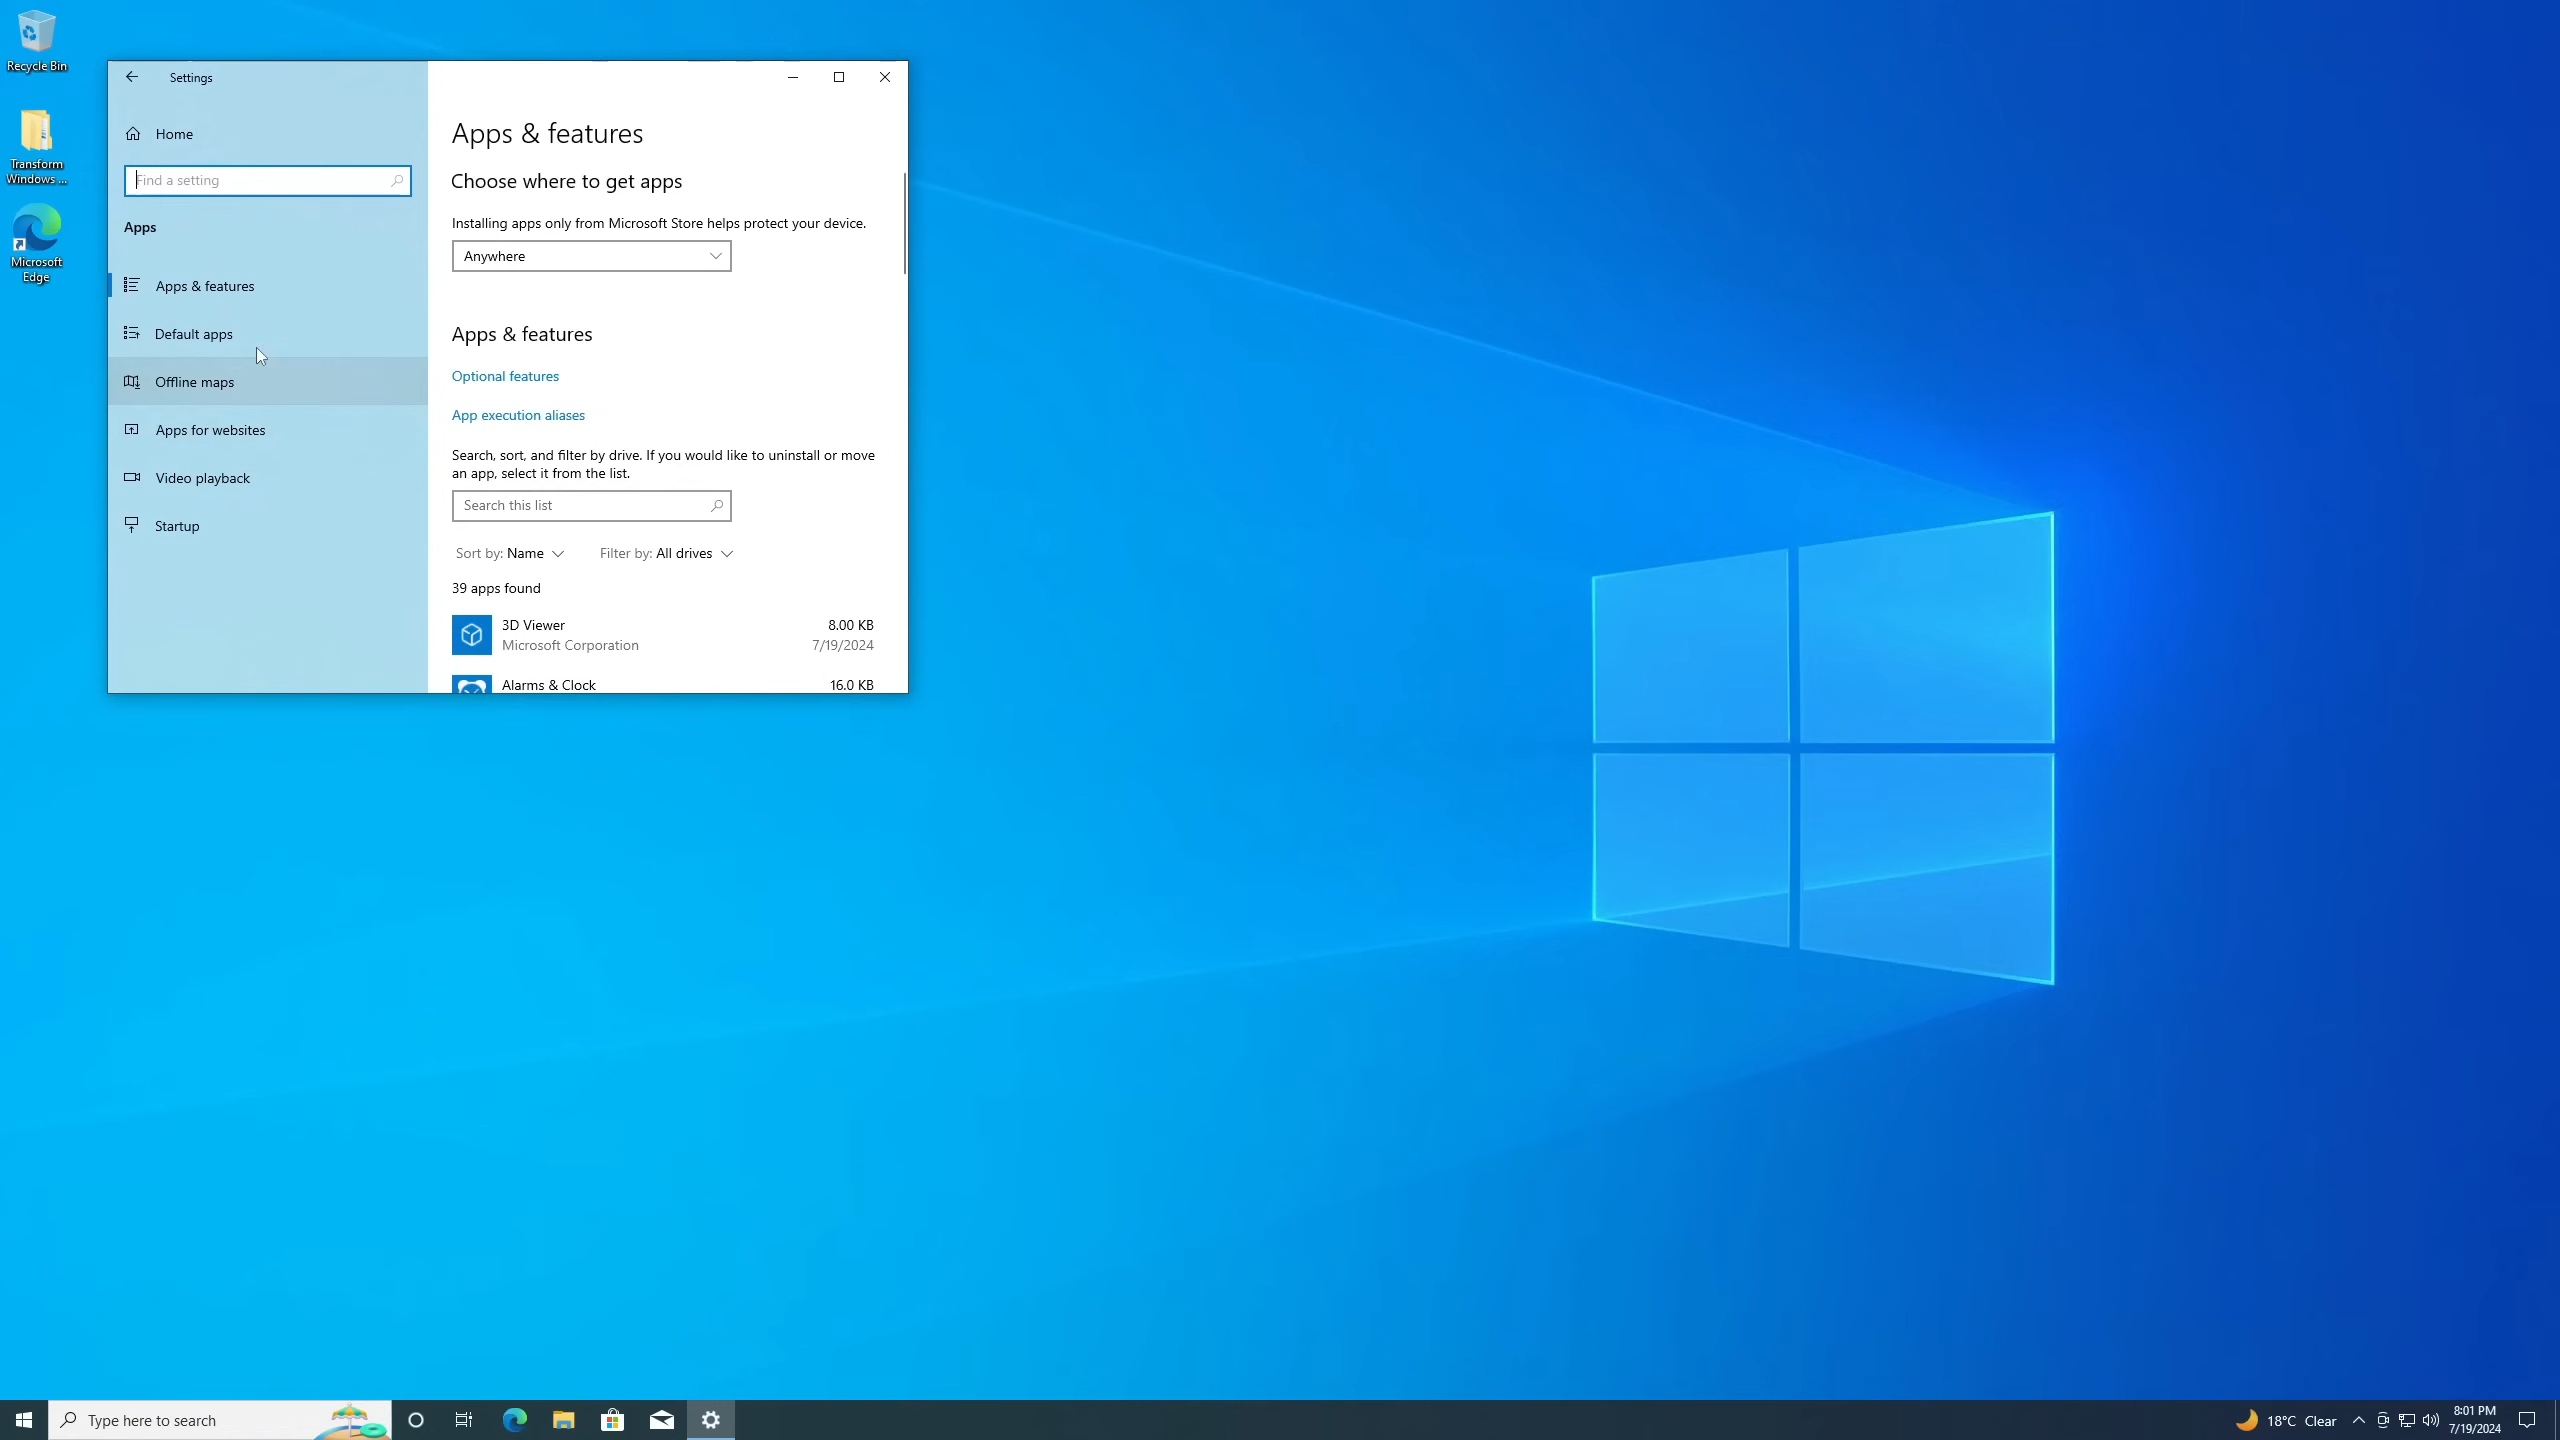 Recycle Bin
Transform
Windows ...
Microsoft
Edge
Settings
Home
Find a setting
Apps
Apps & features
Default apps
Offline maps
Apps for websites
Video playback
Startup
Apps & features
Choose where to get apps
Installing apps only from Microsoft Store helps protect your device.
Anywhere
Apps & features
Optional features
App execution aliases
Search, sort, and filter by drive. If you would like to uninstall or move
an app, select it from the list.
Search this list
Sort by: Name Filter by: All drives
39 apps found
3D Viewer 8.00 KB
Microsoft Corporation 7/19/2024
Alarms & Clock 16.0 KB
Type here to search
18°C Clear
8:01 PM
7/19/2024